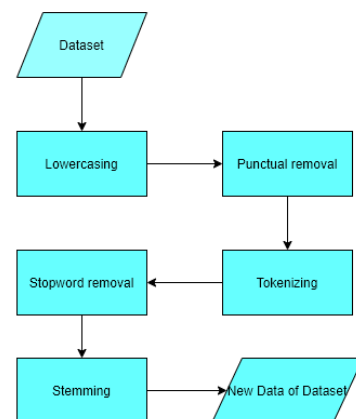 Dataset
Lowercasing
Punctual removal
Tokenizing
Stopword removal
Stemming
New Data of Dataset